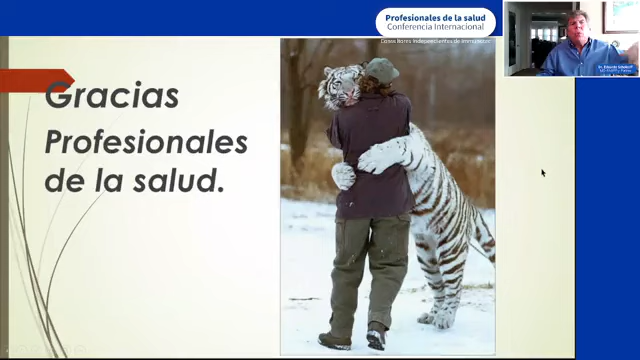 Profesionales de la salud
Conferencia Internacional
Gracias
Profesionales
de la salud.